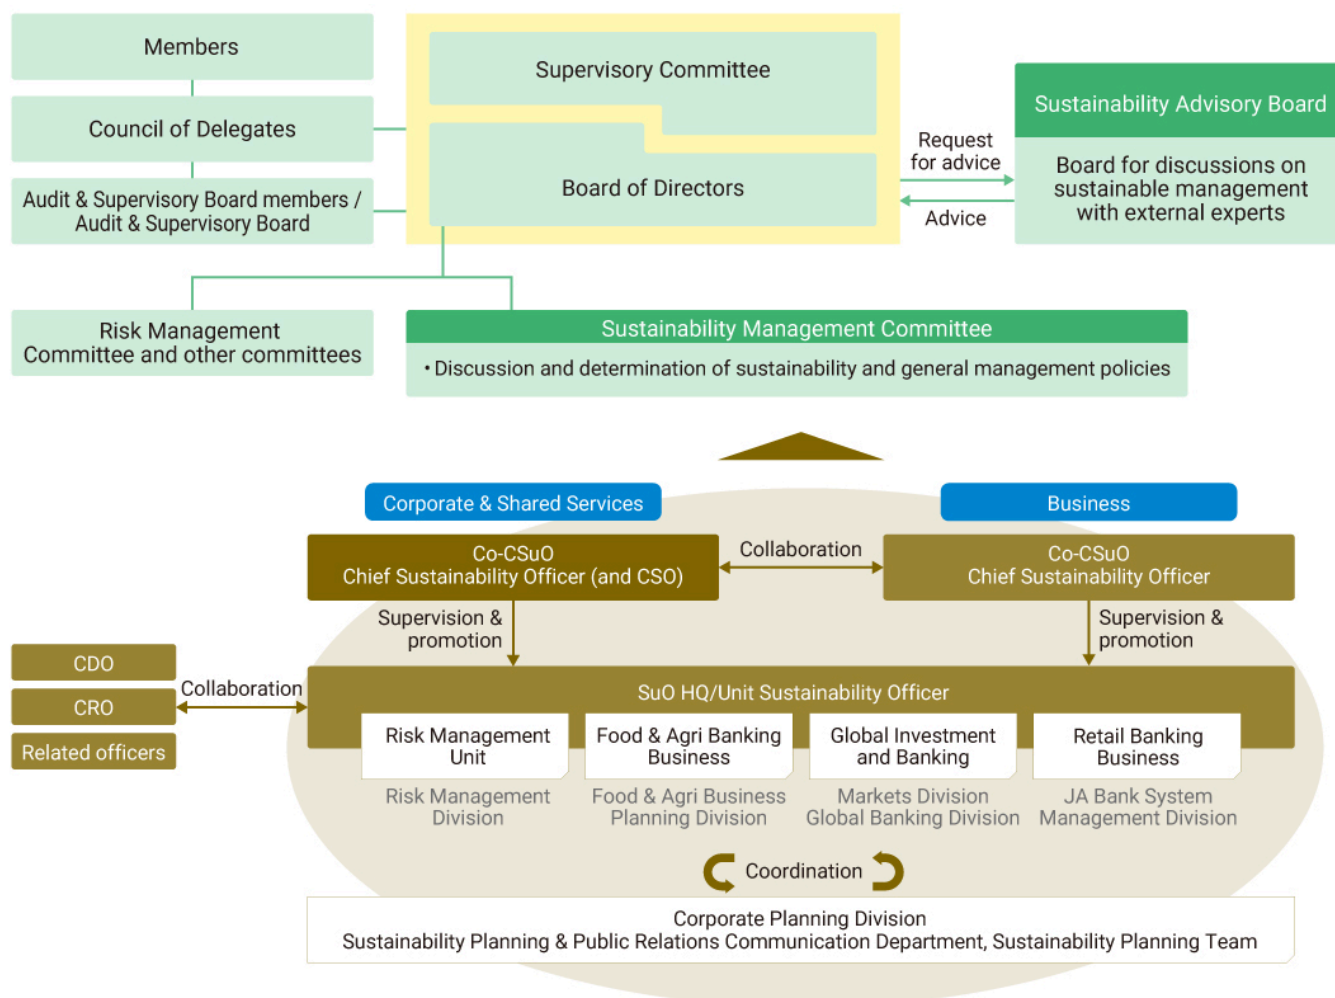 Members
Council of Delegates
Audit & Supervisory Board members /
Audit & Supervisory Board
Supervisory Committee
Board of Directors
Request
for advice
Advice
Sustainability Advisory Board
Board for discussions on
sustainable management
with external experts
Risk Management
Committee and other committees
Sustainability Management Committee
・Discussion and determination of sustainability and general management policies
Corporate & Shared Services
Business
Co-CSuO
Chief Sustainability Officer (and CSO)
Collaboration
Co-CSuO
Chief Sustainability Officer
Supervision &
promotion
Supervision &
promotion
CDO
CRO
Related officers
Collaboration
SuO HQ/Unit Sustainability Officer
Risk Management
Unit
Food & Agri Banking
Business
Global Investment
and Banking
Retail Banking
Business
Risk Management
Division
Food & Agri Business
Planning Division
Markets Division
Global Banking Division
JA Bank System
Management Division
Coordination
Corporate Planning Division
Sustainability Planning & Public Relations Communication Department, Sustainability Planning Team